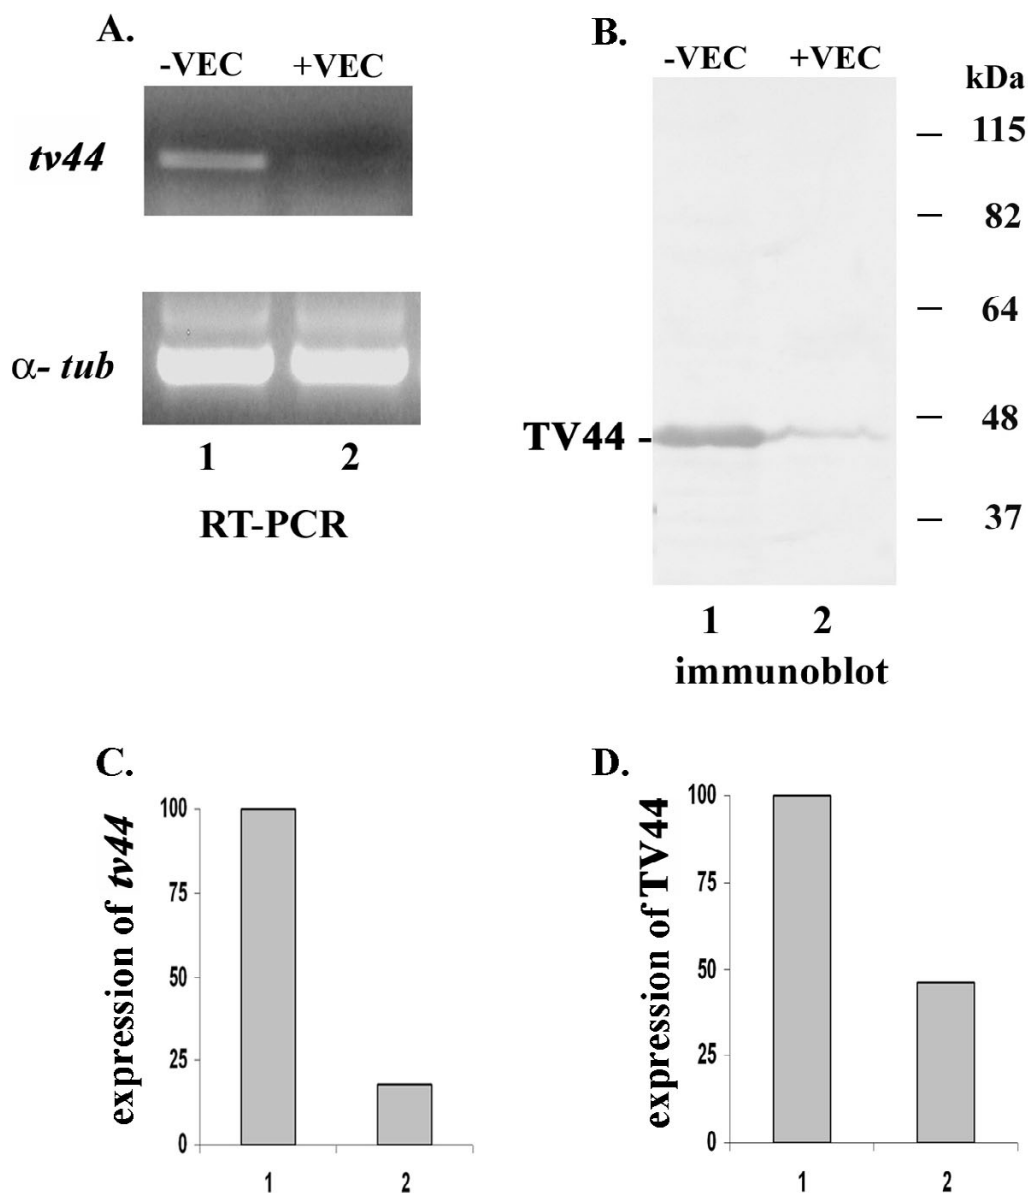 A.
-VEC +VEC
tv44
α- tub
1 2
RT-PCR
B.
-VEC +VEC
kDa
115
82
64
48
TV44 -
37
1 2
immunoblot
C.
expression of tv44
100
75
50
25
0
1 2
D.
expression of TV44
100
75
50
25
0
1 2